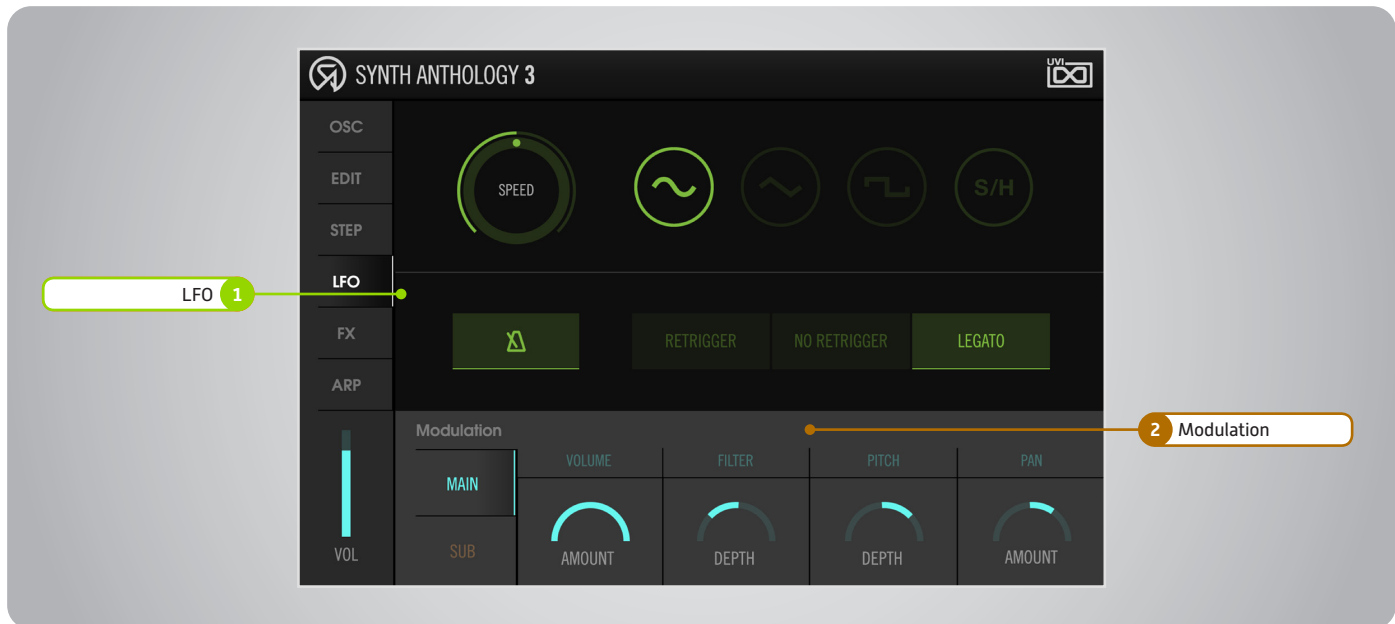 SYNTH ANTHOLOGY 3
UVI
OSC
EDIT
STEP
LFO
FX
ARP
VOL
SPEED
S/H
RETRIGGER
NO RETRIGGER
LEGATO
LFO 1
2 Modulation
Modulation
MAIN
SUB
VOLUME
FILTER
PITCH
PAN
AMOUNT
DEPTH
DEPTH
AMOUNT